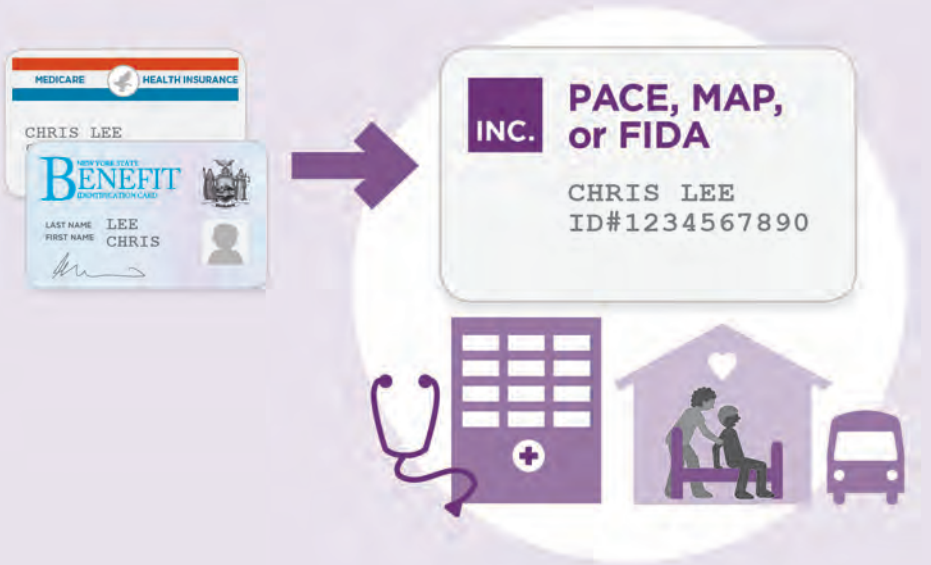 MEDICARE HEALTH INSURANCE
CHRIS LEE
NEW YORK STATE
BENEFIT
IDENTIFICATION CARD
LAST NAME LEE
FIRST NAME CHRIS
INC.
PACE, MAP,
or FIDA
CHRIS LEE
ID#1234567890